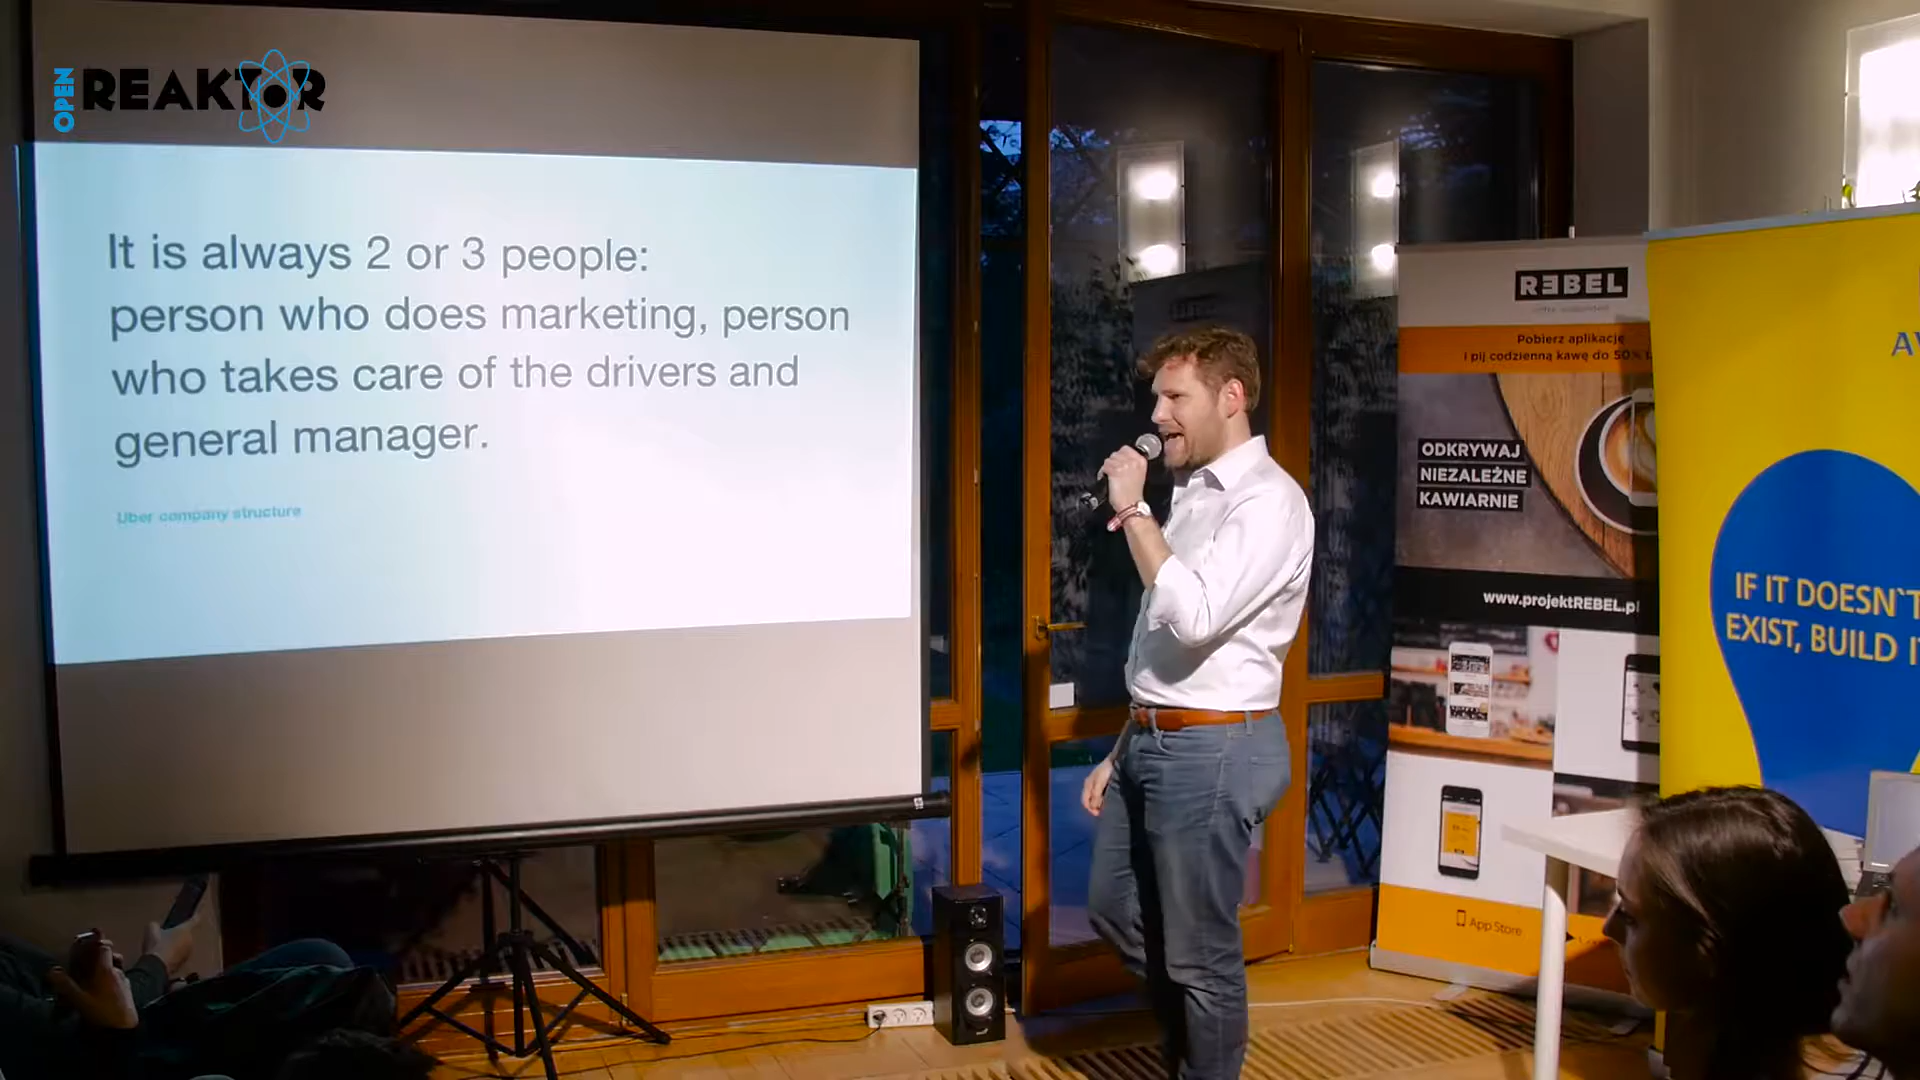 OPEN REAKTOR
It is always 2 or 3 people:
person who does marketing, person
who takes care of the drivers and
general manager.
Uber company structure
REBEL
Pobierz aplikację
i pij codzienną kawę do 50%
ODKRYWAJ
NIEZALEŻNE
KAWIARNIE
www.projektREBEL.pl
App Store
IF IT DOESN`T
EXIST, BUILD IT